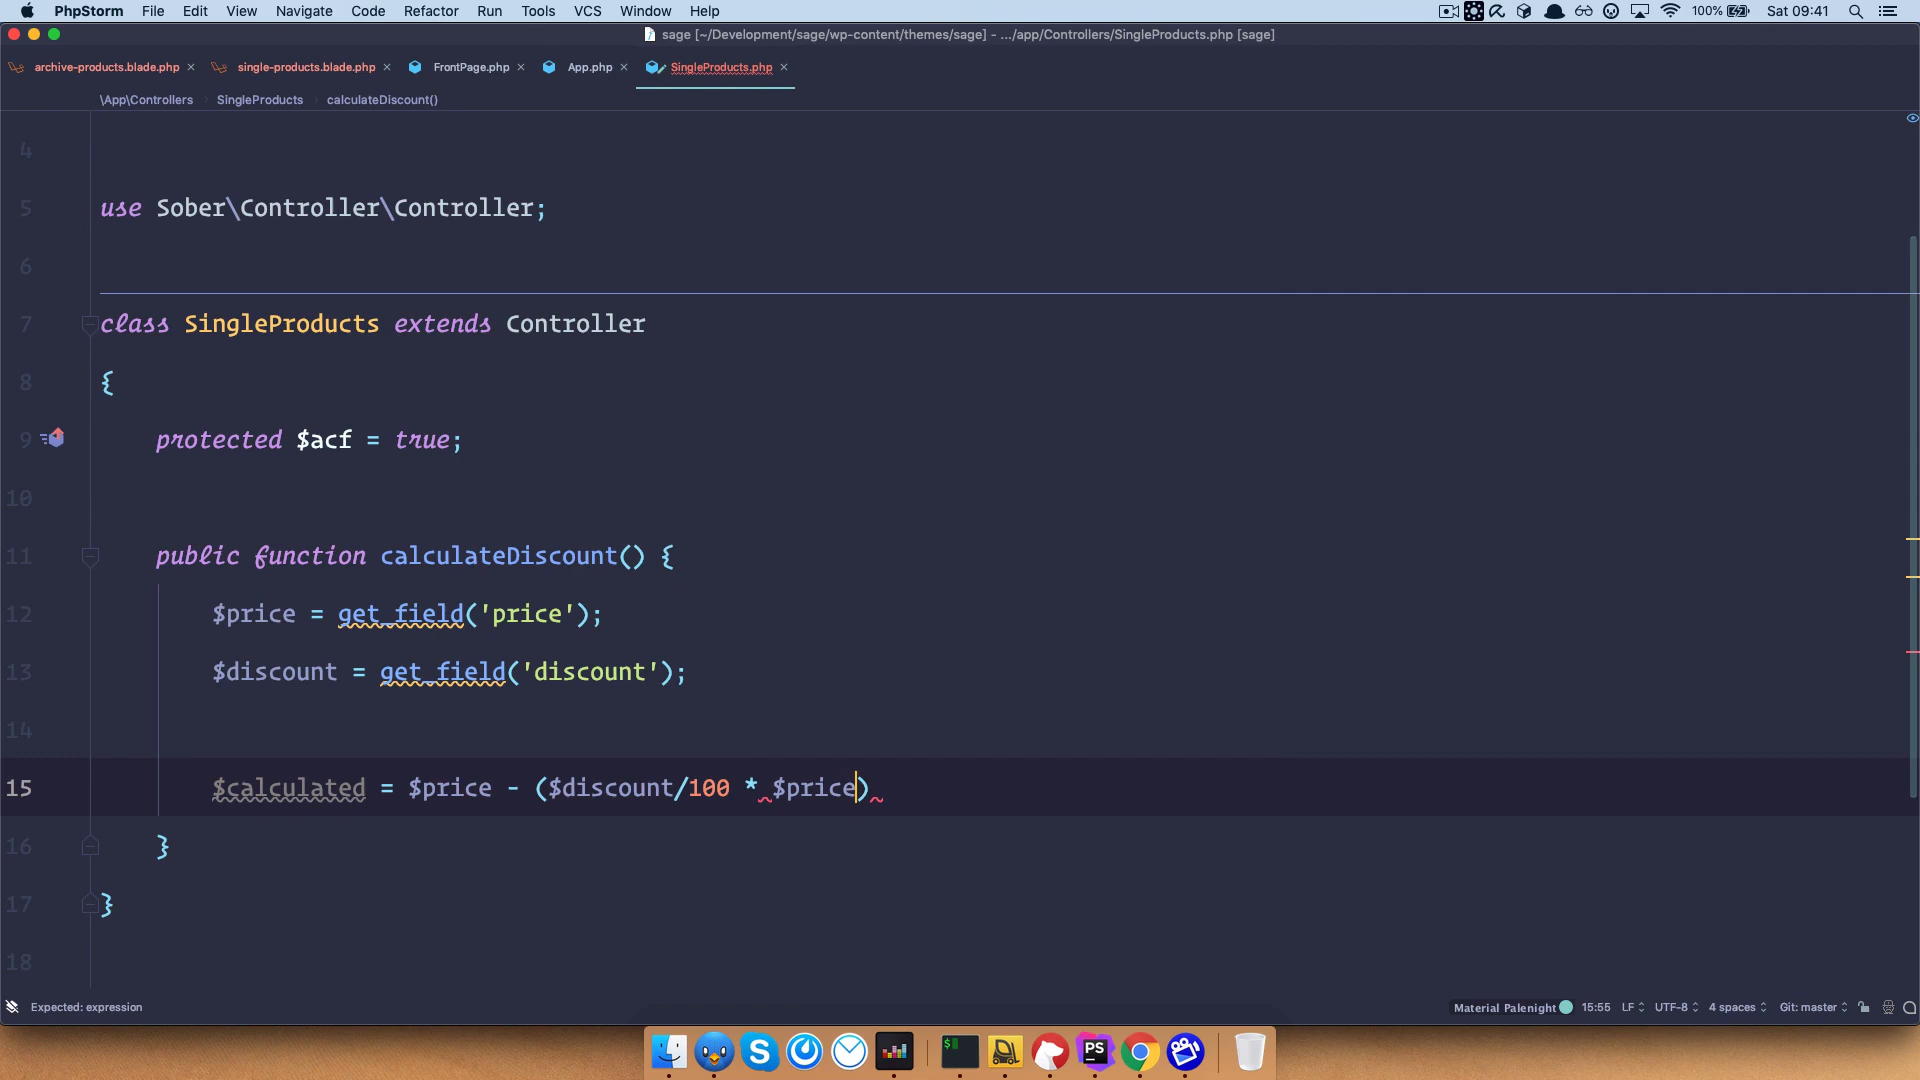 PhpStorm File Edit View Navigate Code Refactor Run Tools VCS Window Help 100% Sat 09:41
sage [~/Development/sage/wp-content/themes/sage] - .../app/Controllers/SingleProducts.php [sage]
archive-products.blade.php single-products.blade.php FrontPage.php App.php SingleProducts.php
\App\Controllers SingleProducts calculateDiscount()
4
5 use Sober\Controller\Controller;
6
7 class SingleProducts extends Controller
8 {
9 protected $acf = true;
10
11 public function calculateDiscount() {
12 $price = get_field('price');
13 $discount = get_field('discount');
14
15 $calculated = $price - ($discount/100 * $price)
16 }
17 }
18
Expected: expression Material Palenight 15:55 LF UTF-8 4 spaces Git: master
S $ PS